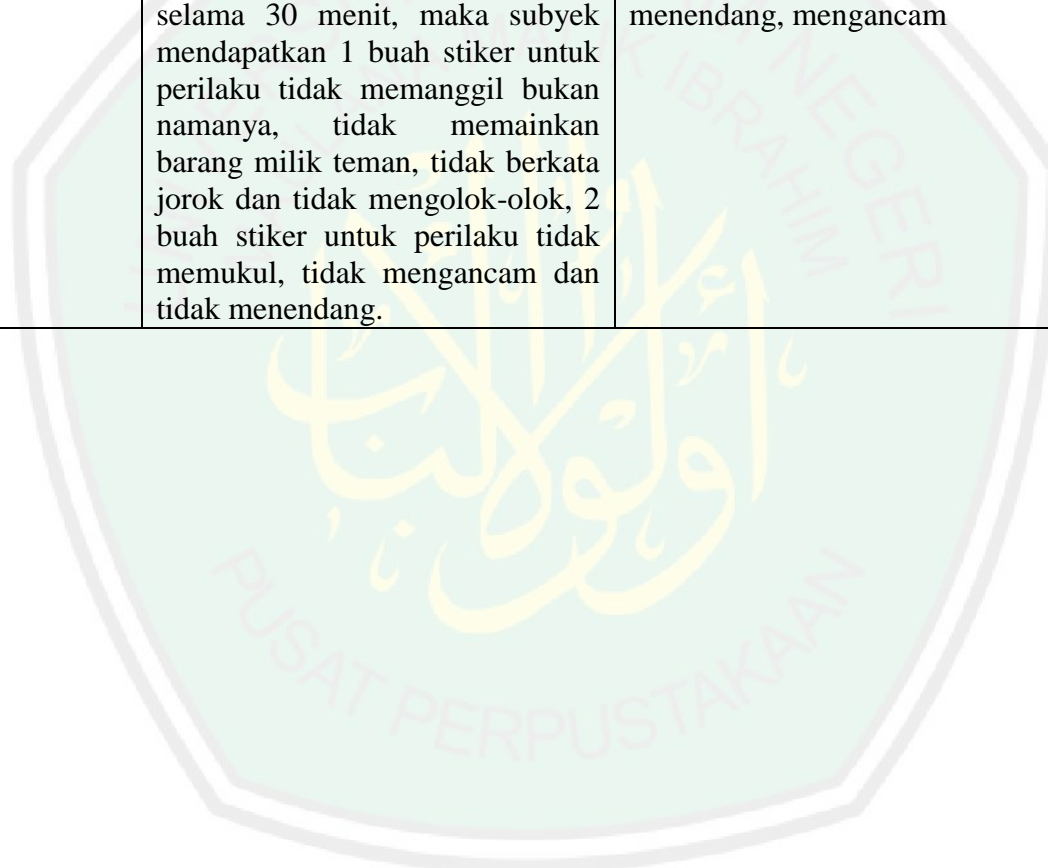 selama 30 menit, maka subyek
mendapatkan 1 buah stiker untuk
perilaku tidak memanggil bukan
namanya, tidak memainkan
barang milik teman, tidak berkata
jorok dan tidak mengolok-olok, 2
buah stiker untuk perilaku tidak
memukul, tidak mengancam dan
tidak menendang.
menendang, mengancam
PUSAT PERPUSTAKAAN